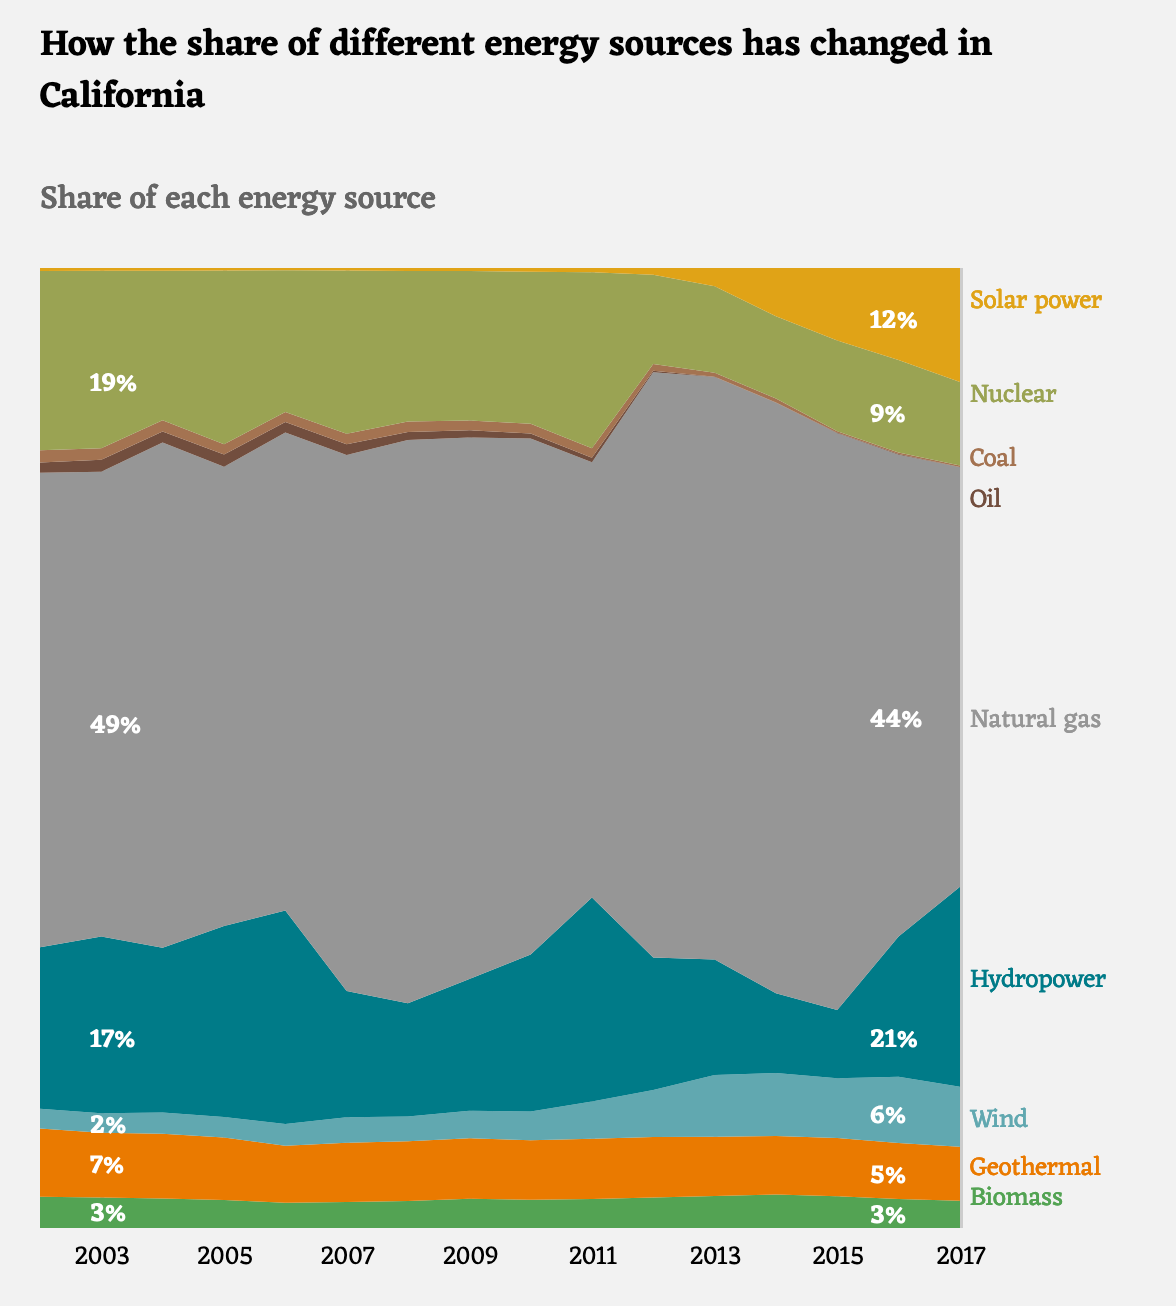 How the share of different energy sources has changed in
California
Share of each energy source
Solar power
12%
19%
Nuclear
9%
Coal
Oil
49%
44%
Natural gas
Hydropower
17%
21%
2%
6%
Wind
7%
5%
Geothermal
Biomass
3%
3%
2003 2005 2007 2009 2011 2013 2015 2017